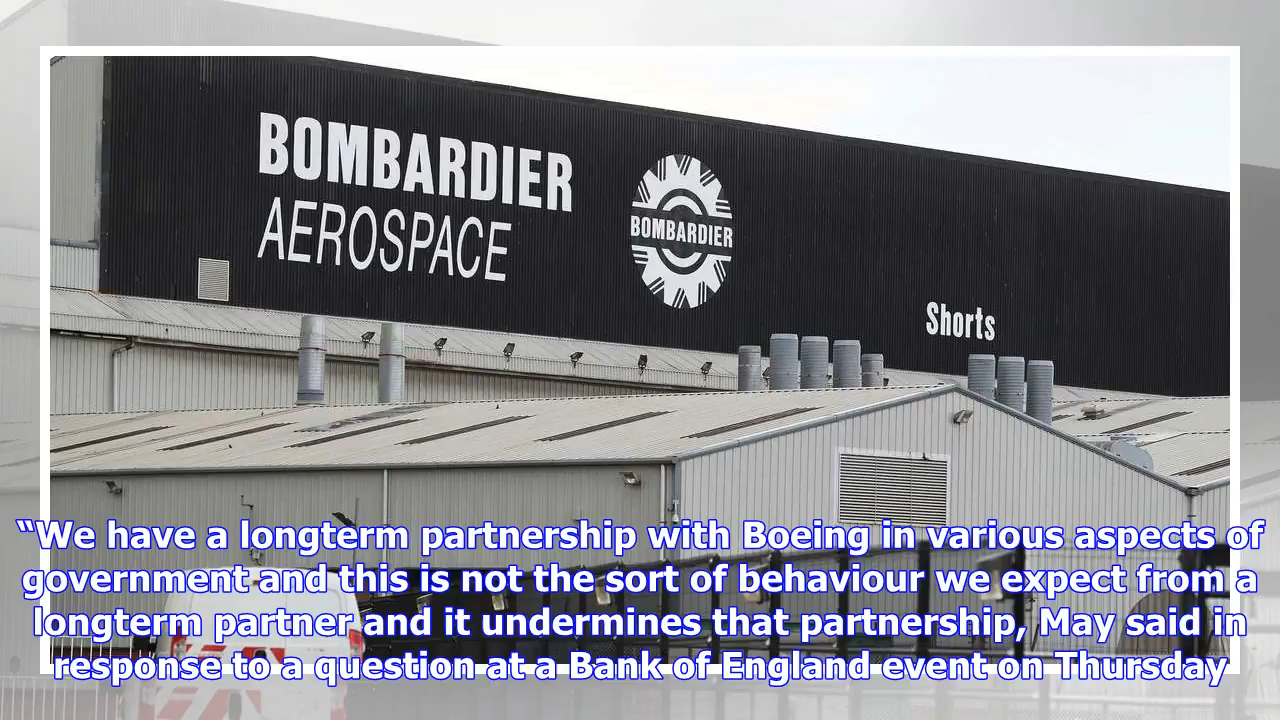 BOMBARDIER
AEROSPACE
BOMBARDIER
Shorts
“We have a longterm partnership with Boeing in various aspects of
government and this is not the sort of behaviour we expect from a
longterm partner and it undermines that partnership, May said in
response to a question at a Bank of England event on Thursday